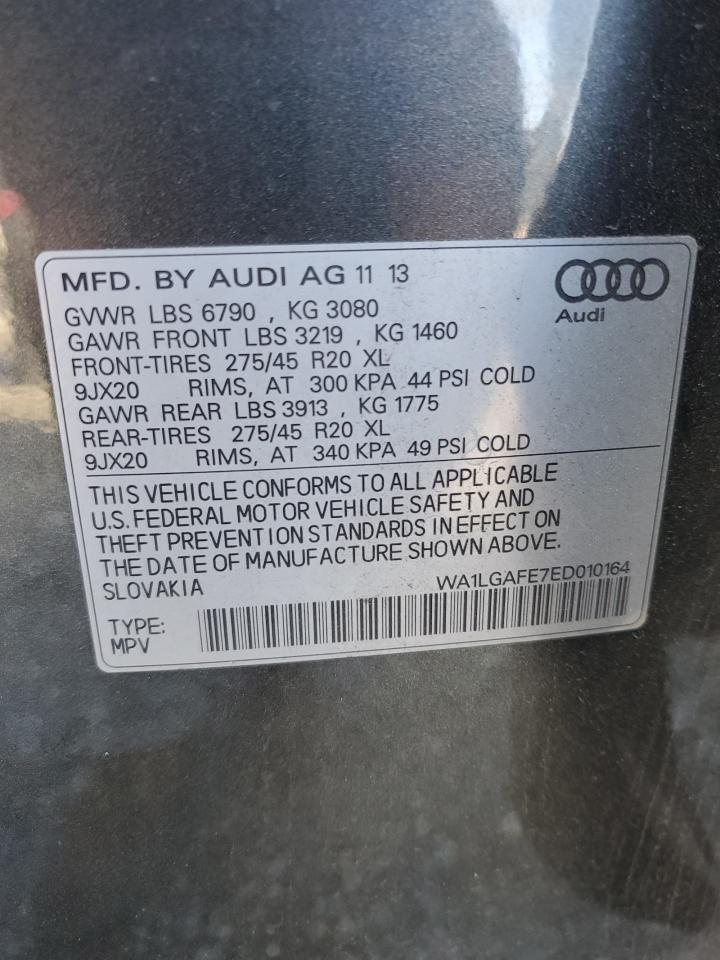 MFD. BY AUDI AG 11 13
Audi
GVWR LBS 6790 , KG 3080
GAWR FRONT LBS 3219 , KG 1460
FRONT-TIRES 275/45 R20 XL
9JX20 RIMS, AT 300 KPA 44 PSI COLD
GAWR REAR LBS 3913 , KG 1775
REAR-TIRES 275/45 R20 XL
9JX20 RIMS, AT 340 KPA 49 PSI COLD
THIS VEHICLE CONFORMS TO ALL APPLICABLE
U.S. FEDERAL MOTOR VEHICLE SAFETY AND
THEFT PREVENTION STANDARDS IN EFFECT ON
THE DATE OF MANUFACTURE SHOWN ABOVE.
SLOVAKIA WA1LGAFE7ED010164
TYPE:
MPV